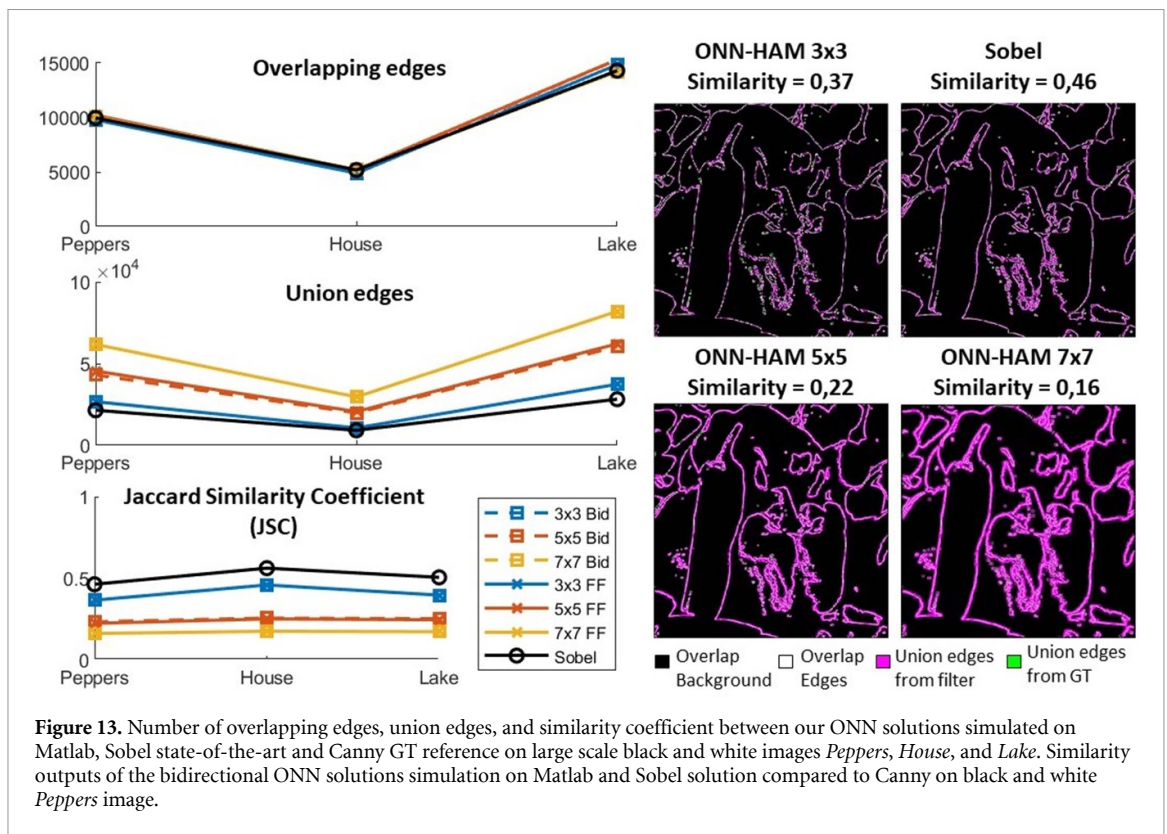 Overlapping edges
15000
10000
5000
0
Peppers House Lake
×10⁴
Union edges
10
5
0
Peppers House Lake
Jaccard Similarity Coefficient
(JSC)
1
0.5
0
Peppers House Lake
3x3 Bid
5x5 Bid
7x7 Bid
3x3 FF
5x5 FF
7x7 FF
Sobel
ONN-HAM 3x3
Similarity = 0,37
Sobel
Similarity = 0,46
ONN-HAM 5x5
Similarity = 0,22
ONN-HAM 7x7
Similarity = 0,16
Overlap
Background
Overlap
Edges
Union edges
from filter
Union edges
from GT
Figure 13. Number of overlapping edges, union edges, and similarity coefficient between our ONN solutions simulated on
Matlab, Sobel state-of-the-art and Canny GT reference on large scale black and white images Peppers, House, and Lake. Similarity
outputs of the bidirectional ONN solutions simulation on Matlab and Sobel solution compared to Canny on black and white
Peppers image.